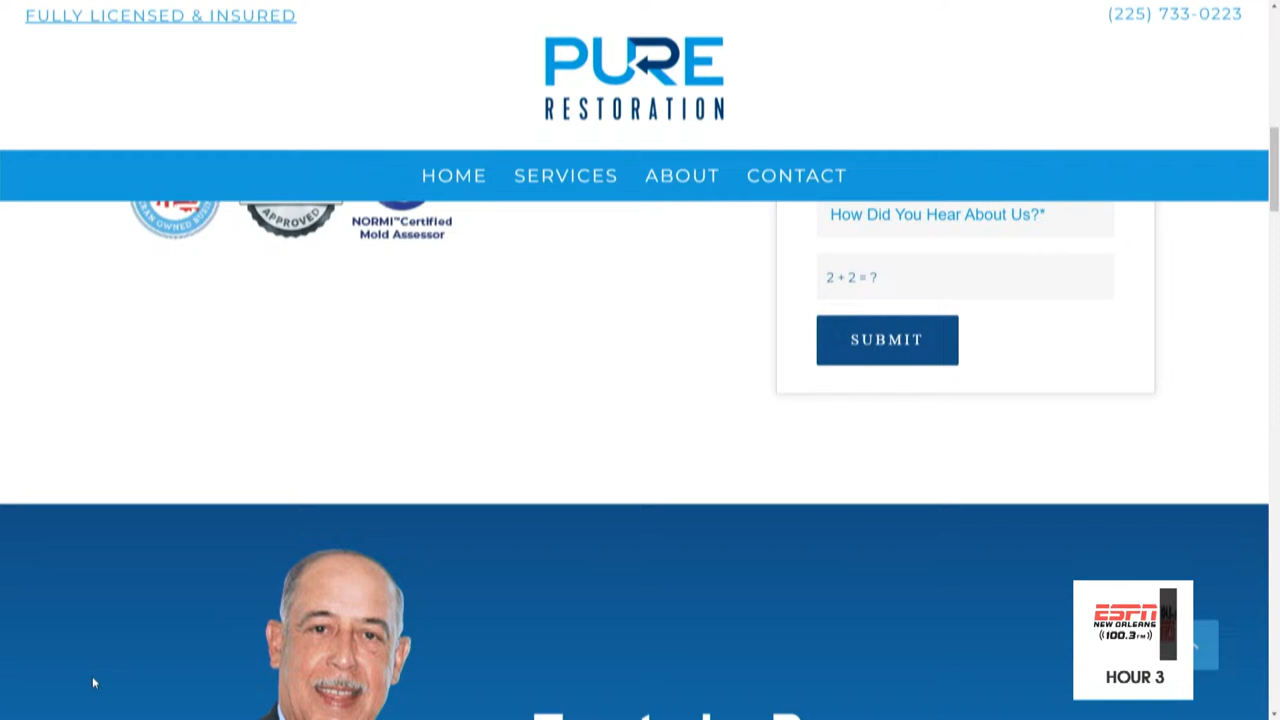 FULLY LICENSED & INSURED
(225) 733-0223
PURE
RESTORATION
HOME SERVICES ABOUT CONTACT
APPROVED
NORMI™Certified
Mold Assessor
How Did You Hear About Us?*
2 + 2 = ?
SUBMIT
ESPN
NEW ORLEANS
100.3 FM
HOUR 3